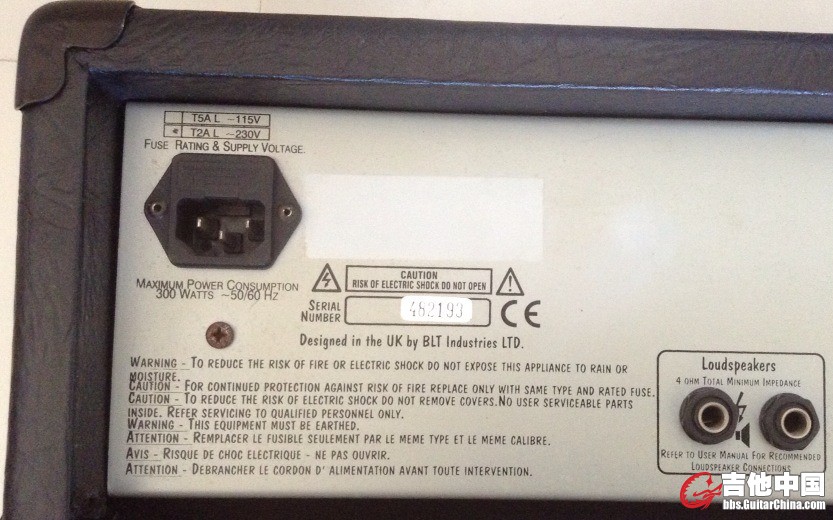 T5A L ~115V
T2A L ~230V
FUSE RATING & SUPPLY VOLTAGE.
MAXIMUM POWER CONSUMPTION
300 WATTS ~50/60 HZ
CAUTION
RISK OF ELECTRIC SHOCK DO NOT OPEN
SERIAL
NUMBER
482193
CE
Designed in the UK by BLT Industries LTD.
WARNING - TO REDUCE THE RISK OF FIRE OR ELECTRIC SHOCK DO NOT EXPOSE THIS APPLIANCE TO RAIN OR
MOISTURE.
CAUTION - FOR CONTINUED PROTECTION AGAINST RISK OF FIRE REPLACE ONLY WITH SAME TYPE AND RATED FUSE.
CAUTION - TO REDUCE THE RISK OF ELECTRIC SHOCK DO NOT REMOVE COVERS.NO USER SERVICEABLE PARTS
INSIDE. REFER SERVICING TO QUALIFIED PERSONNEL ONLY.
WARNING - THIS EQUIPMENT MUST BE EARTHED.
ATTENTION - REMPLACER LE FUSIBLE SEULEMENT PAR LE MEME TYPE ET LE MEME CALIBRE.
AVIS - RISQUE DE CHOC ELECTRIQUE - NE PAS OUVRIR.
ATTENTION - DEBRANCHER LE CORDON D' ALIMENTATION AVANT TOUTE INTERVENTION.
Loudspeakers
4 OHM TOTAL MINIMUM IMPEDANCE
REFER TO USER MANUAL FOR RECOMMENDED
LOUDSPEAKER CONNECTIONS
吉他中国
bbs.GuitarChina.com